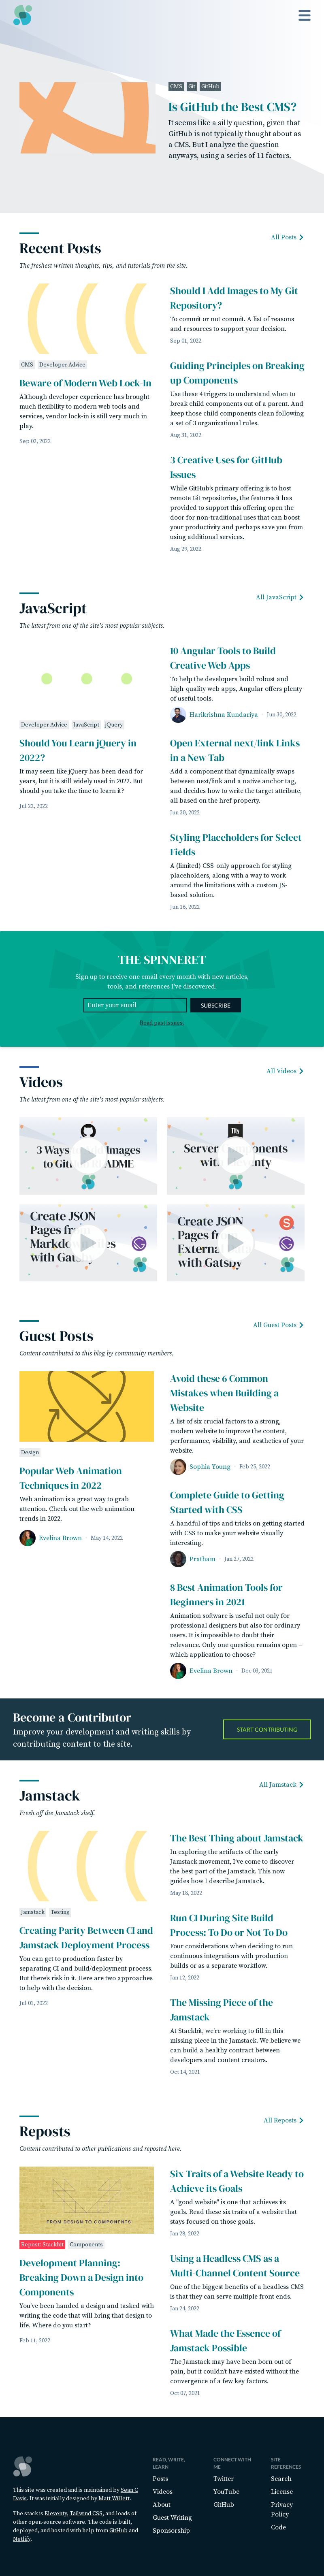 CMS Git GitHub
Is GitHub the Best CMS?
It seems like a silly question, given that
GitHub is not typically thought about as
a CMS. But I analyze the question
anyways, using a series of 11 factors.
All Posts
Recent Posts
The freshest written thoughts, tips, and tutorials from the site.
CMS Developer Advice
Beware of Modern Web Lock-In
Although developer experience has brought
much flexibility to modern web tools and
services, vendor lock-in is still very much in
play.
Sep 02, 2022
Should I Add Images to My Git
Repository?
To commit or not commit. A list of reasons
and resources to support your decision.
Sep 01, 2022
Guiding Principles on Breaking
up Components
Use these 4 triggers to understand when to
break child components out of a parent. And
keep those child components clean following
a set of 3 organizational rules.
Aug 31, 2022
3 Creative Uses for GitHub
Issues
While GitHub's primary offering is to host
remote Git repositories, the features it has
provided to support this offering open the
door for non-traditional uses that can boost
your productivity and perhaps save you from
using additional services.
Aug 29, 2022
All JavaScript
JavaScript
The latest from one of the site's most popular subjects.
Developer Advice JavaScript jQuery
Should You Learn jQuery in
2022?
It may seem like jQuery has been dead for
years, but it is still widely used in 2022. But
should you take the time to learn it?
Jul 22, 2022
10 Angular Tools to Build
Creative Web Apps
To help the developers build robust and
high-quality web apps, Angular offers plenty
of useful tools.
Harikrishna Kundariya · Jun 30, 2022
Open External next/link Links
in a New Tab
Add a component that dynamically swaps
between next/link and a native anchor tag,
and decides how to write the target attribute,
all based on the href property.
Jun 30, 2022
Styling Placeholders for Select
Fields
A (limited) CSS-only approach for styling
placeholders, along with a way to work
around the limitations with a custom JS-
based solution.
Jun 16, 2022
THE SPINNERET
Sign up to receive one email every month with new articles,
tools, and references I've discovered.
Enter your email
SUBSCRIBE
Read past issues.
All Videos
Videos
The latest from one of the site's most popular subjects.
3 Ways Images
to Git README
Server Components
with Eleventy
Create JSON
Pages from
Markdown Files
with Gatsby
Create JSON
Pages from
External
with Gatsby
All Guest Posts
Guest Posts
Content contributed to this blog by community members.
Design
Popular Web Animation
Techniques in 2022
Web animation is a great way to grab
attention. Check out the web animation
trends in 2022.
Evelina Brown · May 14, 2022
Avoid these 6 Common
Mistakes when Building a
Website
A list of six crucial factors to a strong,
modern website to improve the content,
performance, visibility, and aesthetics of your
website.
Sophia Young · Feb 25, 2022
Complete Guide to Getting
Started with CSS
A handful of tips and tricks on getting started
with CSS to make your website visually
interesting.
Pratham · Jan 27, 2022
8 Best Animation Tools for
Beginners in 2021
Animation software is useful not only for
professional designers but also for ordinary
users. It is impossible to doubt their
relevance. Only one question remains open –
which application to choose?
Evelina Brown · Dec 03, 2021
Become a Contributor
Improve your development and writing skills by
contributing content to the site.
START CONTRIBUTING
All Jamstack
Jamstack
Fresh off the Jamstack shelf.
Jamstack Testing
Creating Parity Between CI and
Jamstack Deployment Process
You can get to production faster by
separating CI and build/deployment process.
But there's risk in it. Here are two approaches
to help with the decision.
Jul 01, 2022
The Best Thing about Jamstack
In exploring the artifacts of the early
Jamstack movement, I've come to discover
the best part of the Jamstack. This now
guides how I describe Jamstack.
May 18, 2022
Run CI During Site Build
Process: To Do or Not To Do
Four considerations when deciding to run
continuous integrations with production
builds or as a separate workflow.
Jan 12, 2022
The Missing Piece of the
Jamstack
At Stackbit, we're working to fill in this
missing piece in the Jamstack. We believe we
can build a healthy contract between
developers and content creators.
Oct 14, 2021
All Reposts
Reposts
Content contributed to other publications and reposted here.
FROM DESIGN TO COMPONENTS
Repost: Stackbit Components
Development Planning:
Breaking Down a Design into
Components
You've been handed a design and tasked with
writing the code that will bring that design to
life. Where do you start?
Feb 11, 2022
Six Traits of a Website Ready to
Achieve its Goals
A "good website" is one that achieves its
goals. Read these six traits of a website that
stays focused on those goals.
Jan 28, 2022
Using a Headless CMS as a
Multi-Channel Content Source
One of the biggest benefits of a headless CMS
is that they can serve multiple front ends.
Jan 24, 2022
What Made the Essence of
Jamstack Possible
The Jamstack may have been born out of
pain, but it couldn't have existed without the
convergence of a few key factors.
Oct 07, 2021
This site was created and is maintained by Sean C
Davis. It was initially designed by Matt Willett.
The stack is Eleventy, Tailwind CSS, and loads of
other open source software. The code is built,
deployed, and hosted with help from GitHub and
Netlify.
READ, WRITE,
LEARN
Posts
Videos
About
Guest Writing
Sponsorship
CONNECT WITH
ME
Twitter
YouTube
GitHub
SITE
REFERENCES
Search
License
Privacy
Policy
Code